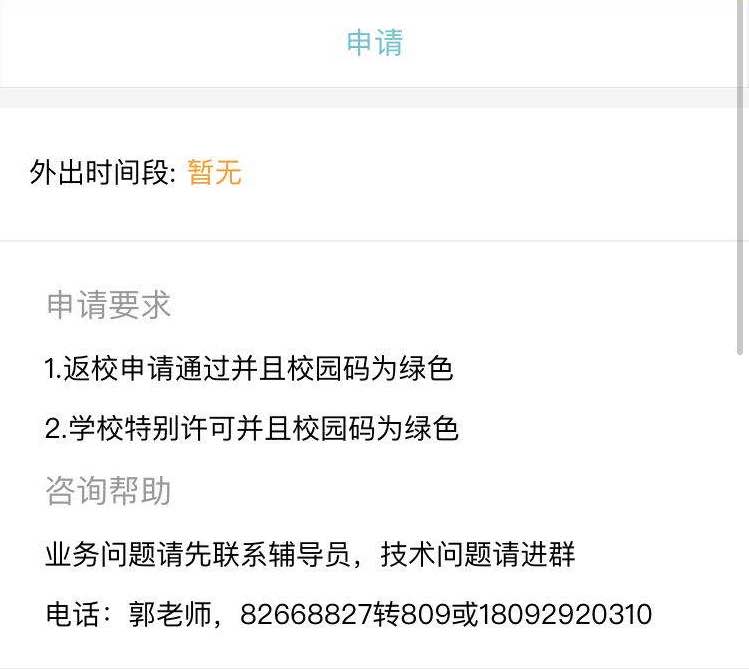 申请
外出时间段: 暂无
申请要求
1.返校申请通过并且校园码为绿色
2.学校特别许可并且校园码为绿色
咨询帮助
业务问题请先联系辅导员，技术问题请进群
电话：郭老师，82668827转809或18092920310